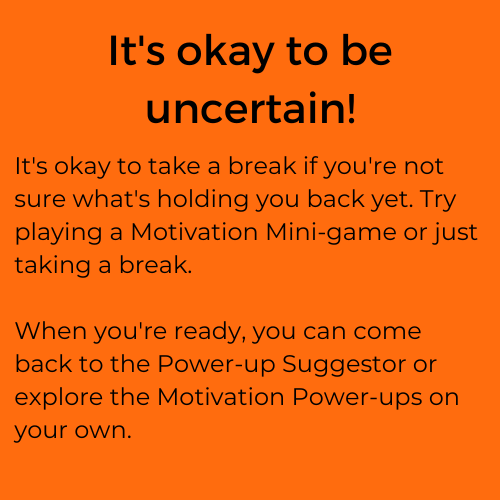 It's okay to be
uncertain!
It's okay to take a break if you're not
sure what's holding you back yet. Try
playing a Motivation Mini-game or just
taking a break.
When you're ready, you can come
back to the Power-up Suggestor or
explore the Motivation Power-ups on
your own.